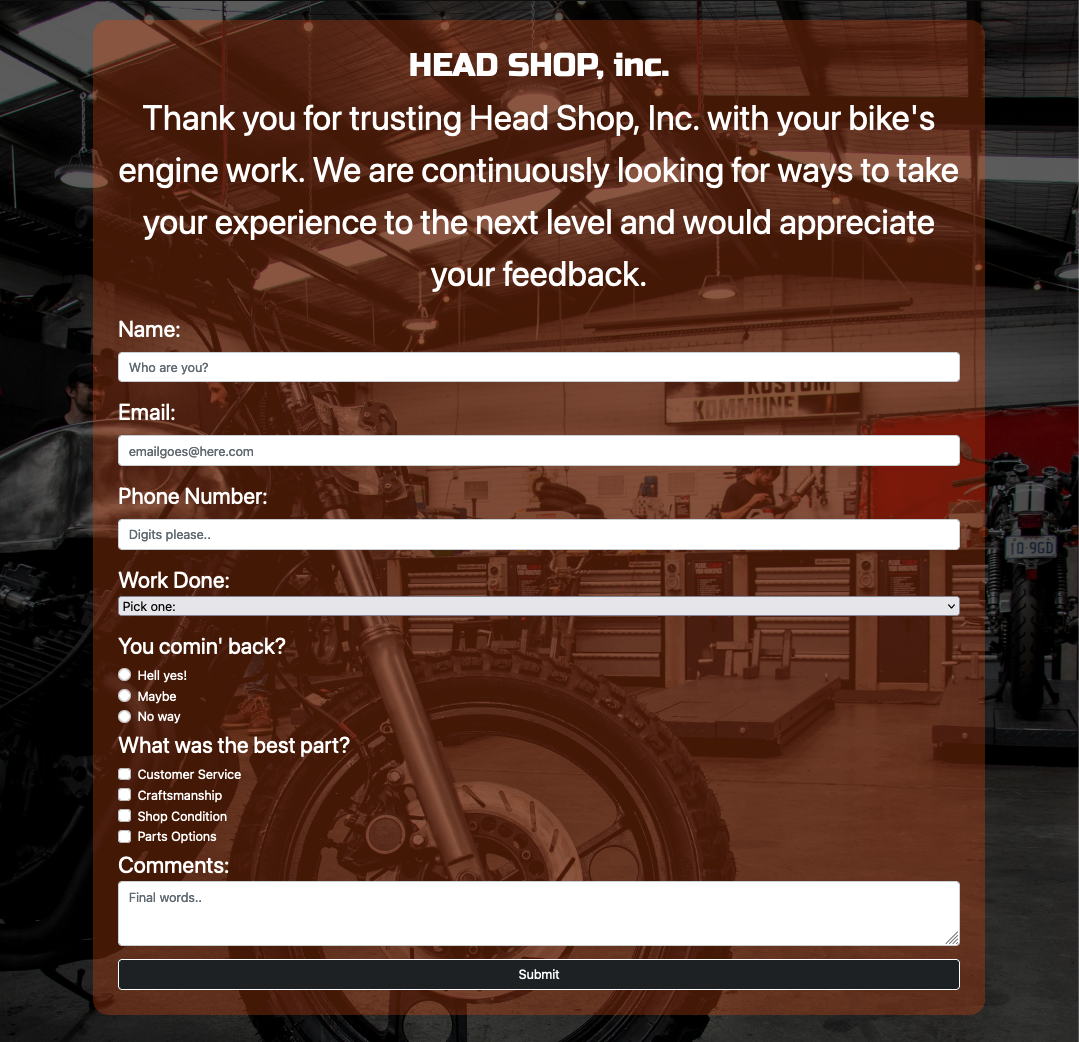 HEAD SHOP, inc.
Thank you for trusting Head Shop, Inc. with your bike's
engine work. We are continuously looking for ways to take
your experience to the next level and would appreciate
your feedback.
Name:
Who are you?
Email:
emailgoes@here.com
KUSTOM
KOMMUNE
Phone Number:
Digits please..
1Q·9GD
Work Done:
Pick one:
You comin' back?
Hell yes!
Maybe
No way
What was the best part?
Customer Service
Craftsmanship
Shop Condition
Parts Options
Comments:
Final words..
Submit